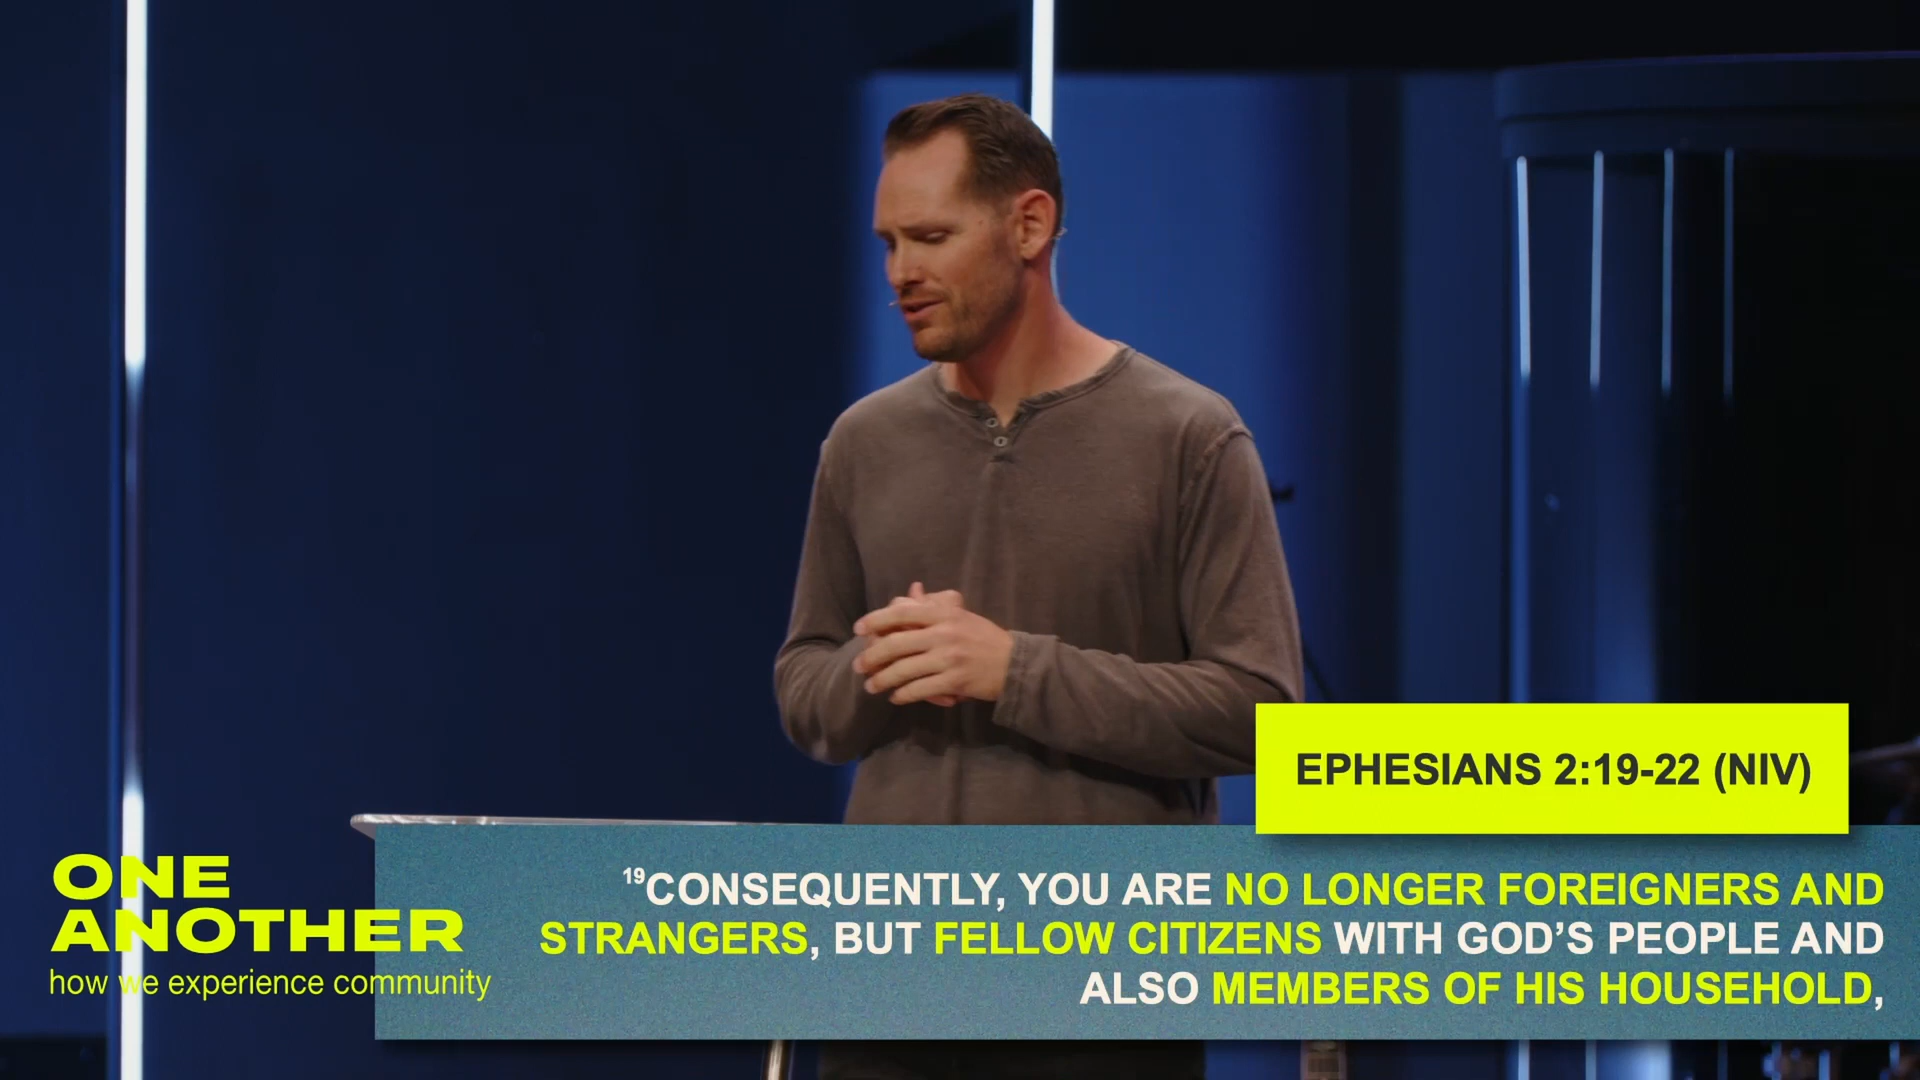 EPHESIANS 2:19-22 (NIV)
ONE
ANOTHER
how we experience community
¹⁹CONSEQUENTLY, YOU ARE NO LONGER FOREIGNERS AND
STRANGERS, BUT FELLOW CITIZENS WITH GOD’S PEOPLE AND
ALSO MEMBERS OF HIS HOUSEHOLD,